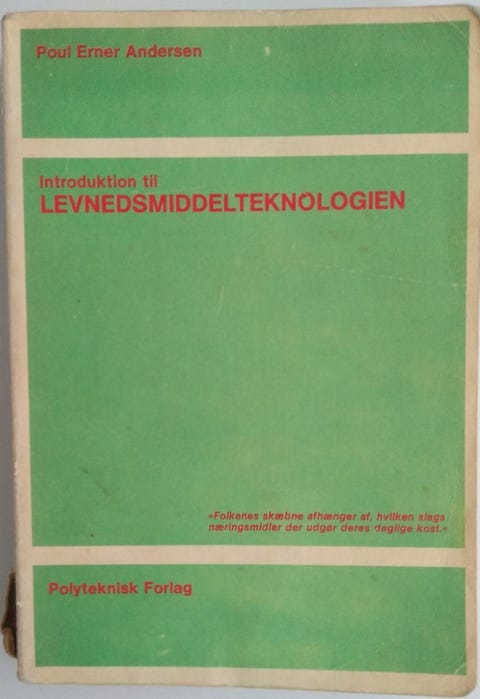 Poul Erner Andersen
Introduktion til
LEVNEDSMIDDELTEKNOLOGIEN
»Folkenes skæbne afhænger af, hvilken slags
næringsmidler der udgør deres daglige kost.«
Polyteknisk Forlag